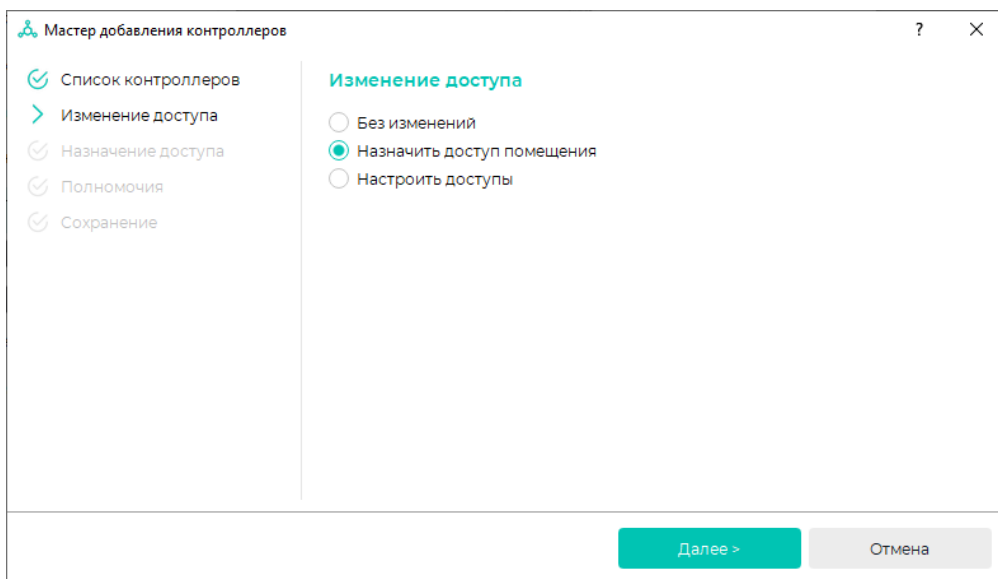 Мастер добавления контроллеров
?
Список контроллеров
Изменение доступа
Назначение доступа
Полномочия
Сохранение
Изменение доступа
Без изменений
Назначить доступ помещения
Настроить доступы
Далее >
Отмена